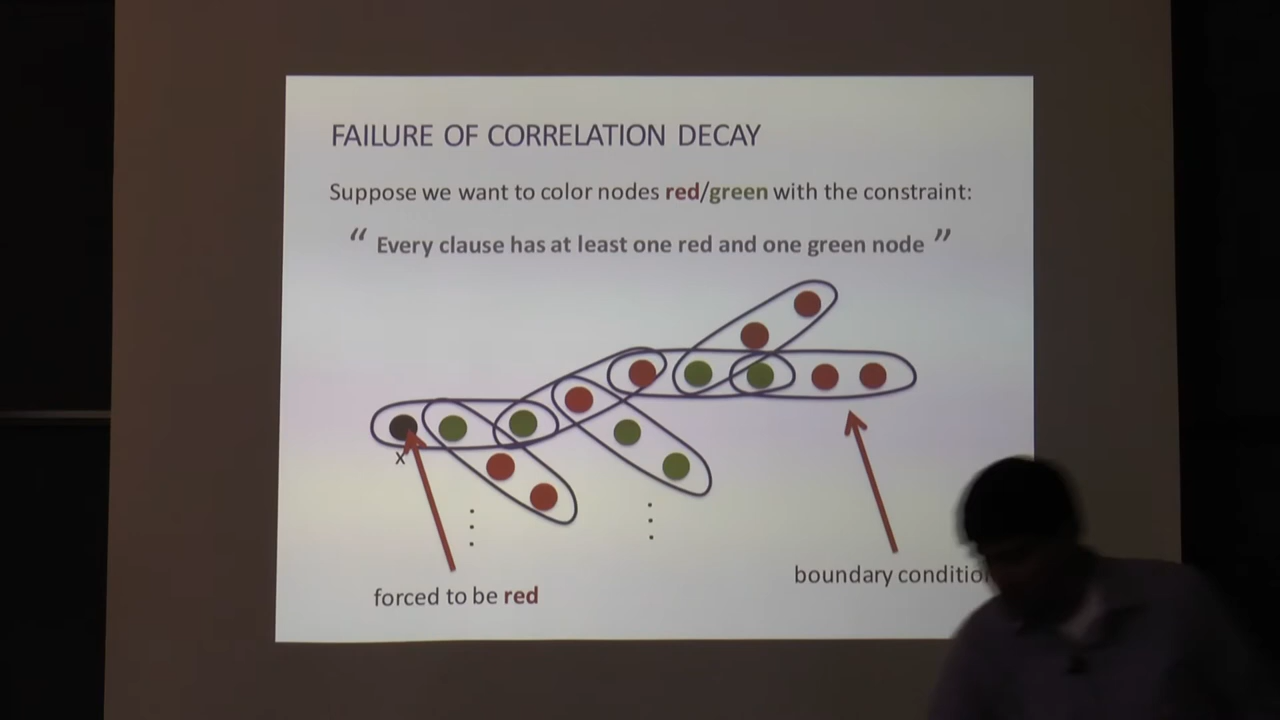 FAILURE OF CORRELATION DECAY
Suppose we want to color nodes red/green with the constraint:
“ Every clause has at least one red and one green node ”
x
forced to be red
boundary condition